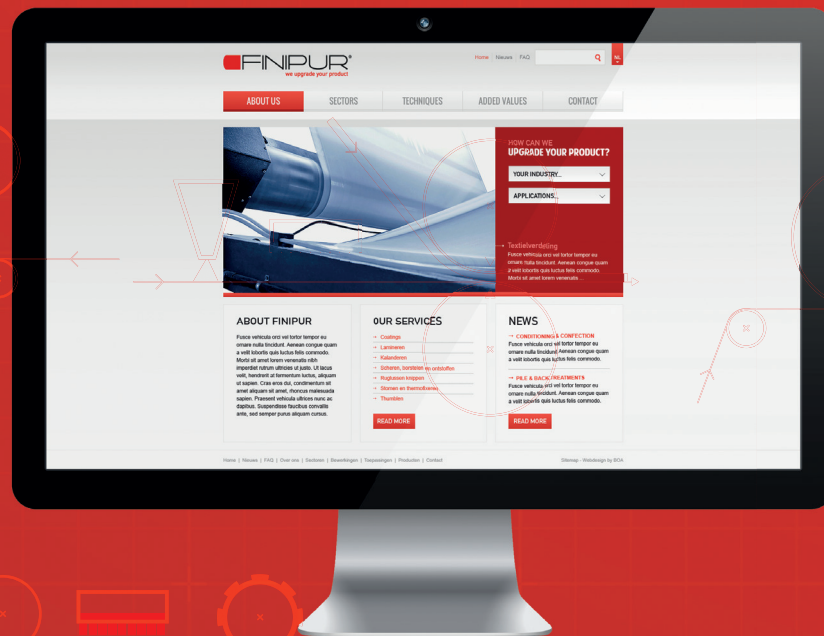 FINIPUR®
we upgrade your product
Home | Nieuws | FAQ
NL
ABOUT US
SECTORS
TECHNIQUES
ADDED VALUES
CONTACT
HOW CAN WE
UPGRADE YOUR PRODUCT?
YOUR INDUSTRY...
APPLICATIONS...
→ Textielverdeling
Fusce vehicula orci vel tortor tempor eu
ornare nulla tincidunt. Aenean congue quam
a velit lobortis quis luctus felis commodo.
Morbi sit amet lorem venenatis ...
ABOUT FINIPUR
Fusce vehicula orci vel tortor tempor eu
ornare nulla tincidunt. Aenean congue quam
a velit lobortis quis luctus felis commodo.
Morbi sit amet lorem venenatis nibh
imperdiet rutrum ultricies ut justo. Ut lacus
velit, hendrerit at fermentum luctus, aliquam
ut sapien. Cras eros dui, condimentum sit
amet aliquam sit amet, rhoncus malesuada
sapien. Praesent vehicula ultrices nunc ac
dapibus. Suspendisse faucibus convallis
ante, sed semper purus aliquam cursus.
OUR SERVICES
→ Coatings
→ Lamineren
→ Kalanderen
→ Scheren, borstelen en ontstoffen
→ Rugkussen knippen
→ Stomen en thermofixeren
→ Thumblen
READ MORE
NEWS
→ CONDITIONING & CONFECTION
Fusce vehicula orci vel tortor tempor eu
ornare nulla tincidunt. Aenean congue quam
a velit lobortis quis luctus felis commodo.
→ PILE & BACK TREATMENTS
Fusce vehicula orci vel tortor tempor eu
ornare nulla tincidunt. Aenean congue quam
a velit lobortis quis luctus felis commodo.
READ MORE
Home | Nieuws | FAQ | Over ons | Sectoren | Bewerkingen | Toepassingen | Producten | Contact
Sitemap - Webdesign by BOA